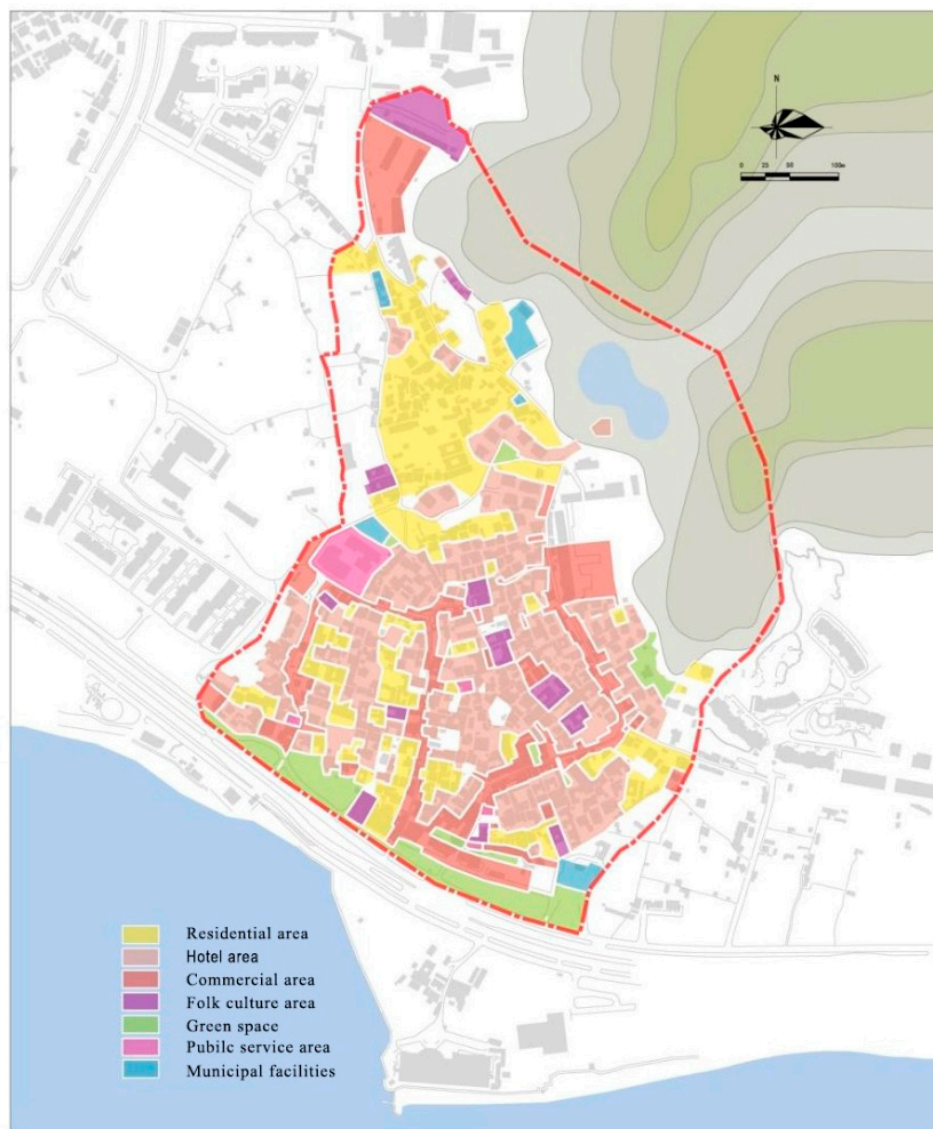 N
0 25 50 100m
Residential area
Hotel area
Commercial area
Folk culture area
Green space
Pubilc service area
Municipal facilities